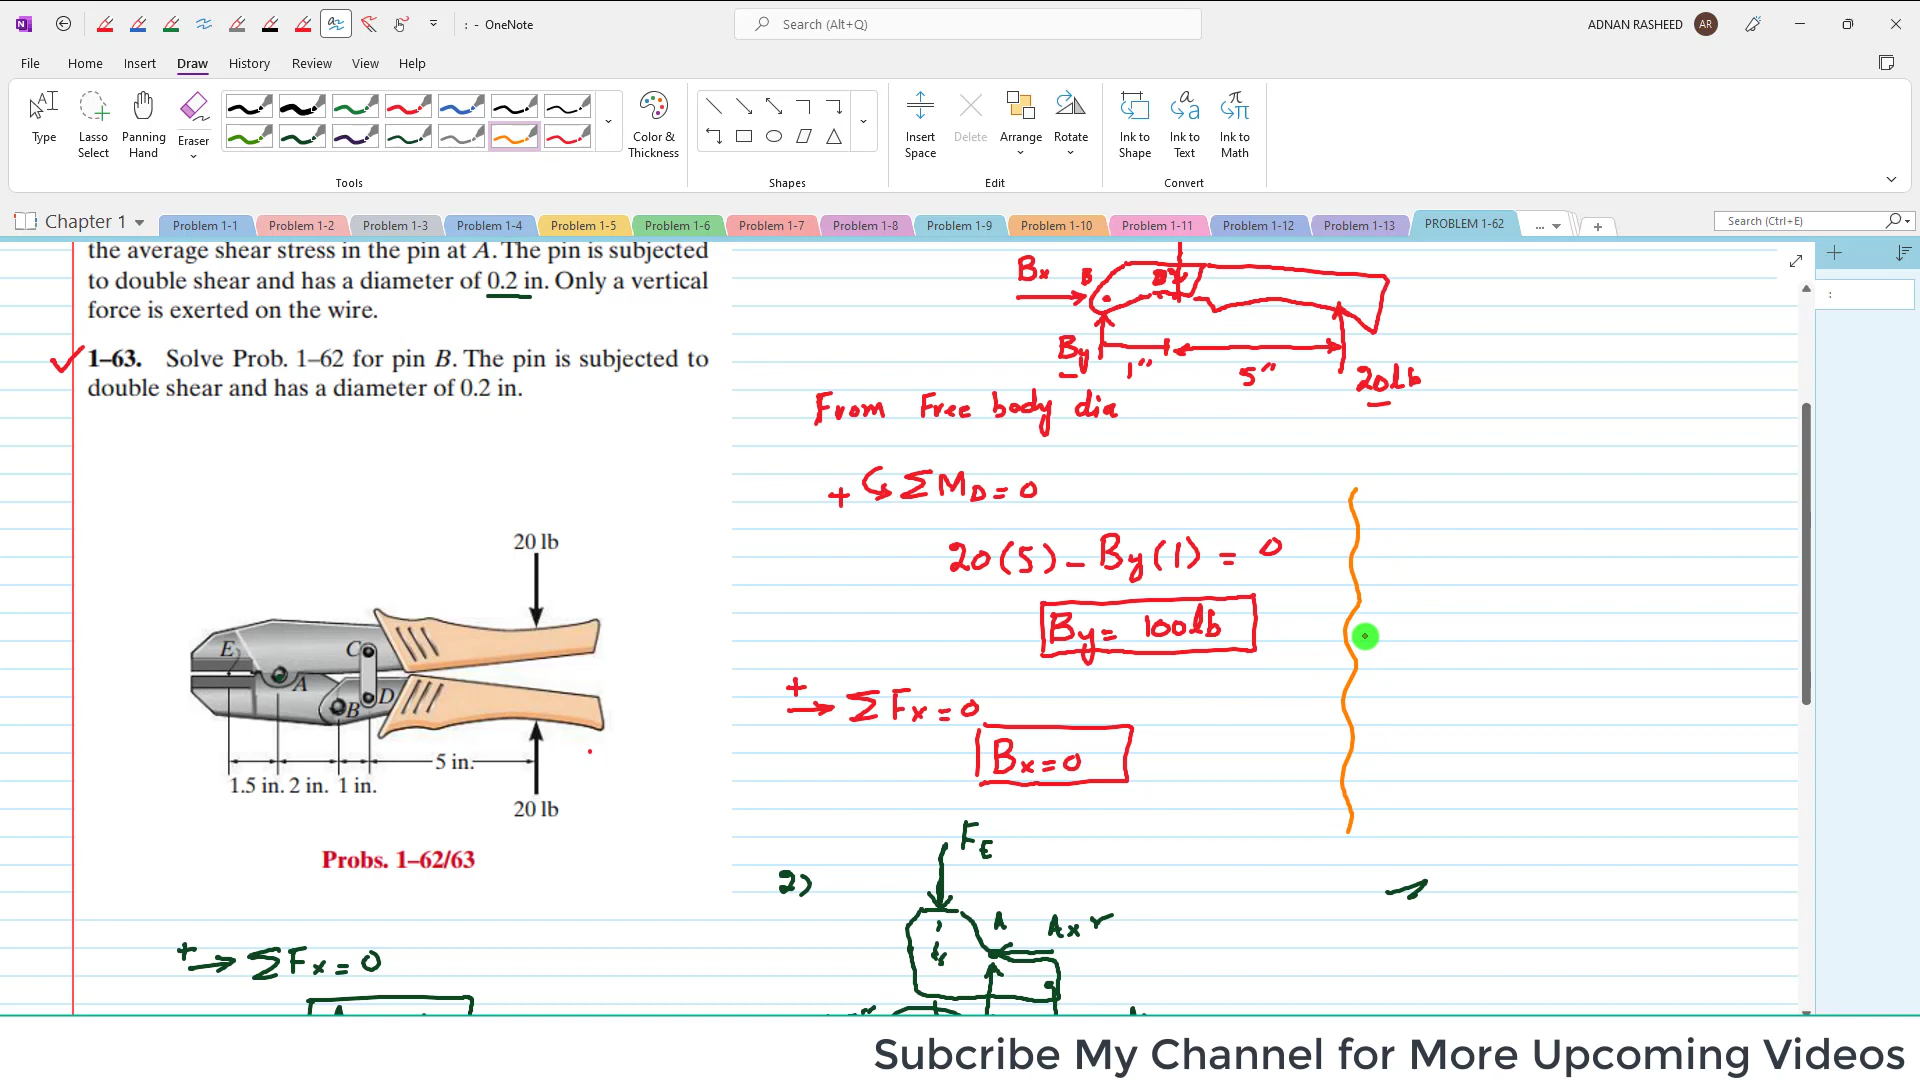 : - OneNote
Search (Alt+Q)
ADNAN RASHEED
AR
File Home Insert Draw History Review View Help
Type
Lasso Select
Panning Hand
Eraser
Color & Thickness
Insert Space
Delete
Arrange
Rotate
Ink to Shape
Ink to Text
Ink to Math
Tools
Shapes
Edit
Convert
Chapter 1
Problem 1-1
Problem 1-2
Problem 1-3
Problem 1-4
Problem 1-5
Problem 1-6
Problem 1-7
Problem 1-8
Problem 1-9
Problem 1-10
Problem 1-11
Problem 1-12
Problem 1-13
PROBLEM 1-62
...
Search (Ctrl+E)
the average shear stress in the pin at A. The pin is subjected
to double shear and has a diameter of 0.2 in. Only a vertical
force is exerted on the wire.
1–63. Solve Prob. 1–62 for pin B. The pin is subjected to
double shear and has a diameter of 0.2 in.
20 lb
E
C
A
B
D
5 in.
1.5 in. 2 in. 1 in.
20 lb
Probs. 1–62/63
+ → ΣFx = 0
Bx
B
By
1"
5"
20lb
From Free body dia
+ ΣMD = 0
20(5) - By(1) = 0
By = 100lb
+ → ΣFx = 0
Bx = 0
2)
FE
A
Ax
Subcribe My Channel for More Upcoming Videos